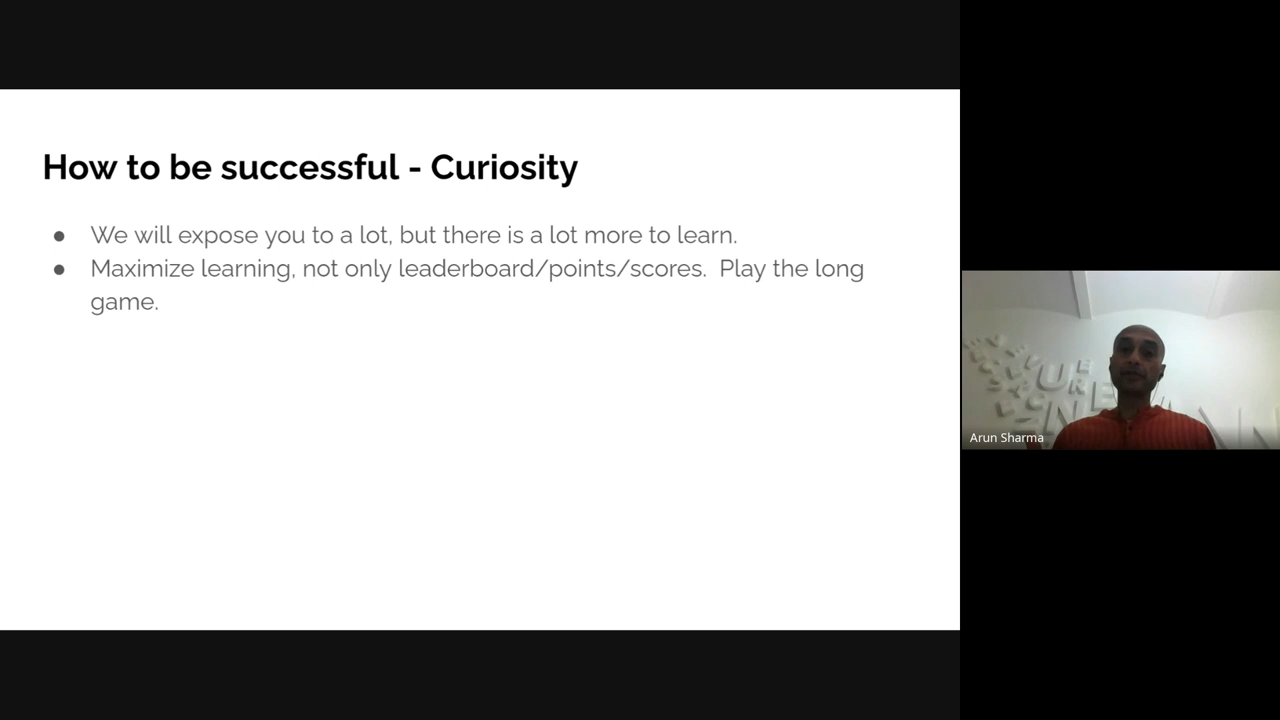 How to be successful - Curiosity
● We will expose you to a lot, but there is a lot more to learn.
● Maximize learning, not only leaderboard/points/scores.  Play the long
game.
Arun Sharma